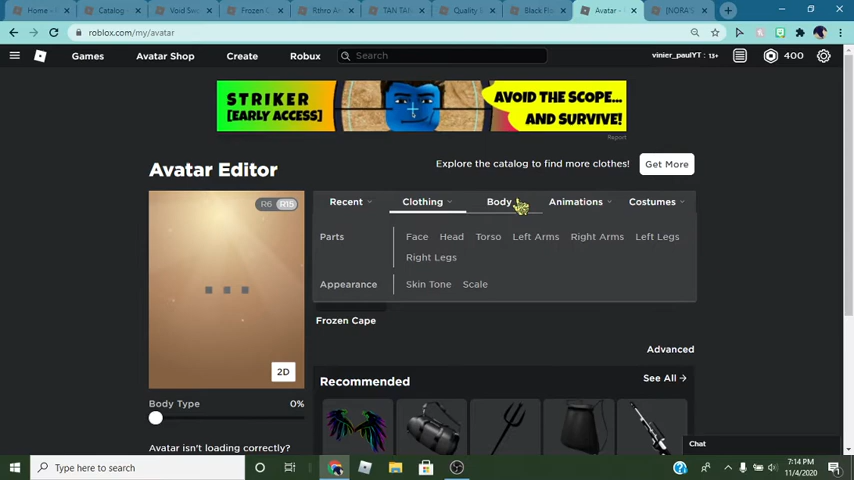 Home -
Catalog -
Void Sw
Frozen C
Rthro Ar
TAN TAI
Quality
Black Fl
Avatar -
[NORA'S
roblox.com/my/avatar
Games
Avatar Shop
Create
Robux
Search
vinier_paulYT : 13+
400
STRIKER
[EARLY ACCESS]
AVOID THE SCOPE...
AND SURVIVE!
Report
Avatar Editor
Explore the catalog to find more clothes!
Get More
R6
R15
Recent
Clothing
Body
Animations
Costumes
Parts
Face
Head
Torso
Left Arms
Right Arms
Left Legs
Right Legs
Appearance
Skin Tone
Scale
Frozen Cape
2D
Advanced
Recommended
See All →
Body Type
0%
Avatar isn't loading correctly?
Chat
Type here to search
7:14 PM
11/4/2020